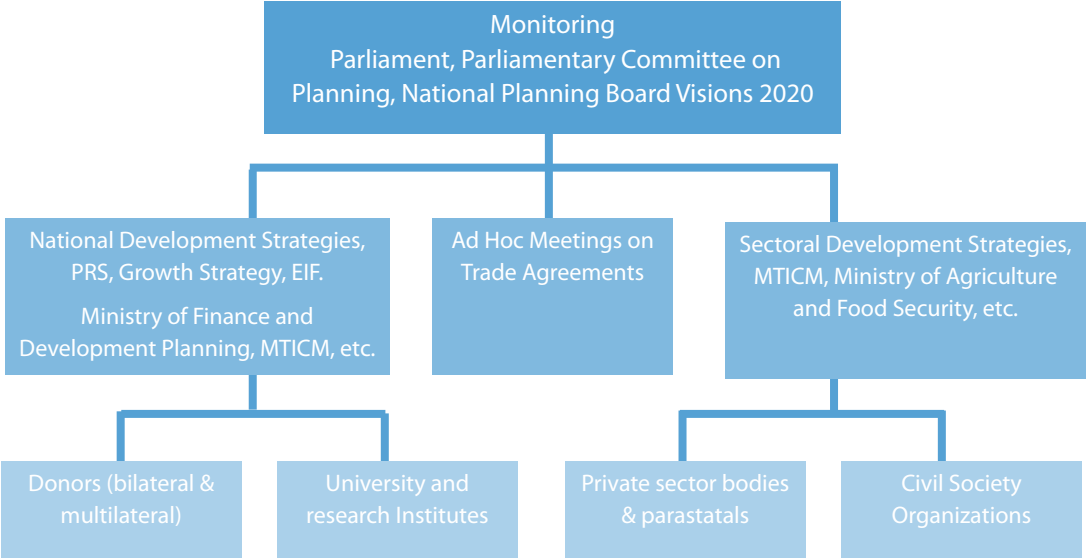 Monitoring
Parliament, Parliamentary Committee on
Planning, National Planning Board Visions 2020
National Development Strategies,
PRS, Growth Strategy, EIF.
Ministry of Finance and
Development Planning, MTICM, etc.
Ad Hoc Meetings on
Trade Agreements
Sectoral Development Strategies,
MTICM, Ministry of Agriculture
and Food Security, etc.
Donors (bilateral &
multilateral)
University and
research Institutes
Private sector bodies
& parastatals
Civil Society
Organizations